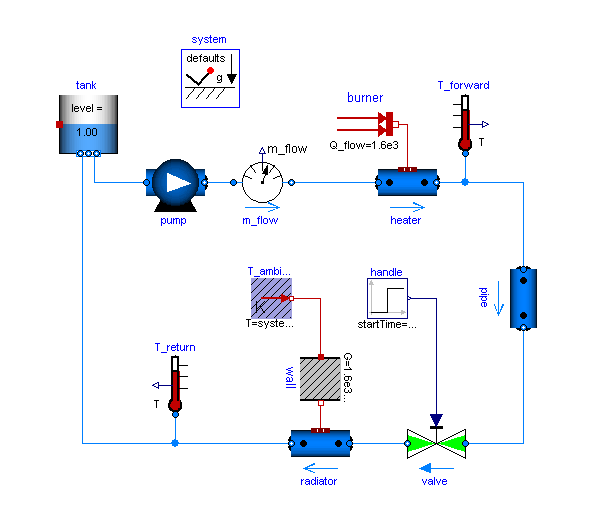 system
defaults
g
tank
level =
1.00
burner
Q_flow=1.6e3
T_forward
T
m_flow
pump
m_flow
heater
pipe
T_ambi...
K
T=syste...
handle
startTime=...
T_return
T
wall
G=1.6e3...
radiator
valve